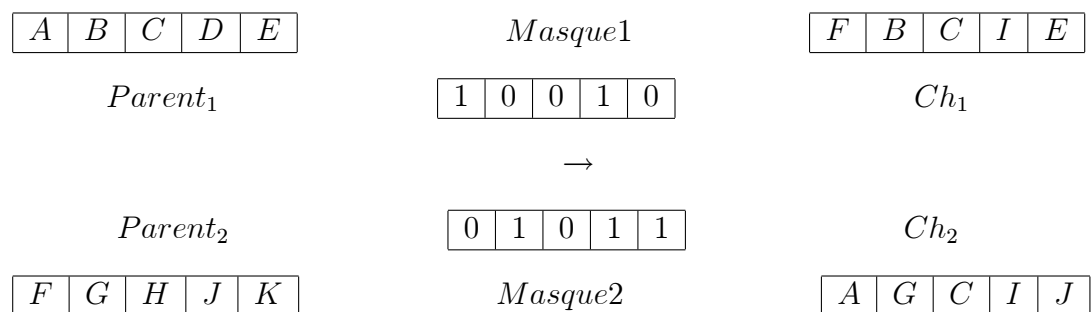 A B C D E Masque1 F B C I E
Parent₁ 1 0 0 1 0 Ch₁
→
Parent₂ 0 1 0 1 1 Ch₂
F G H J K Masque2 A G C I J